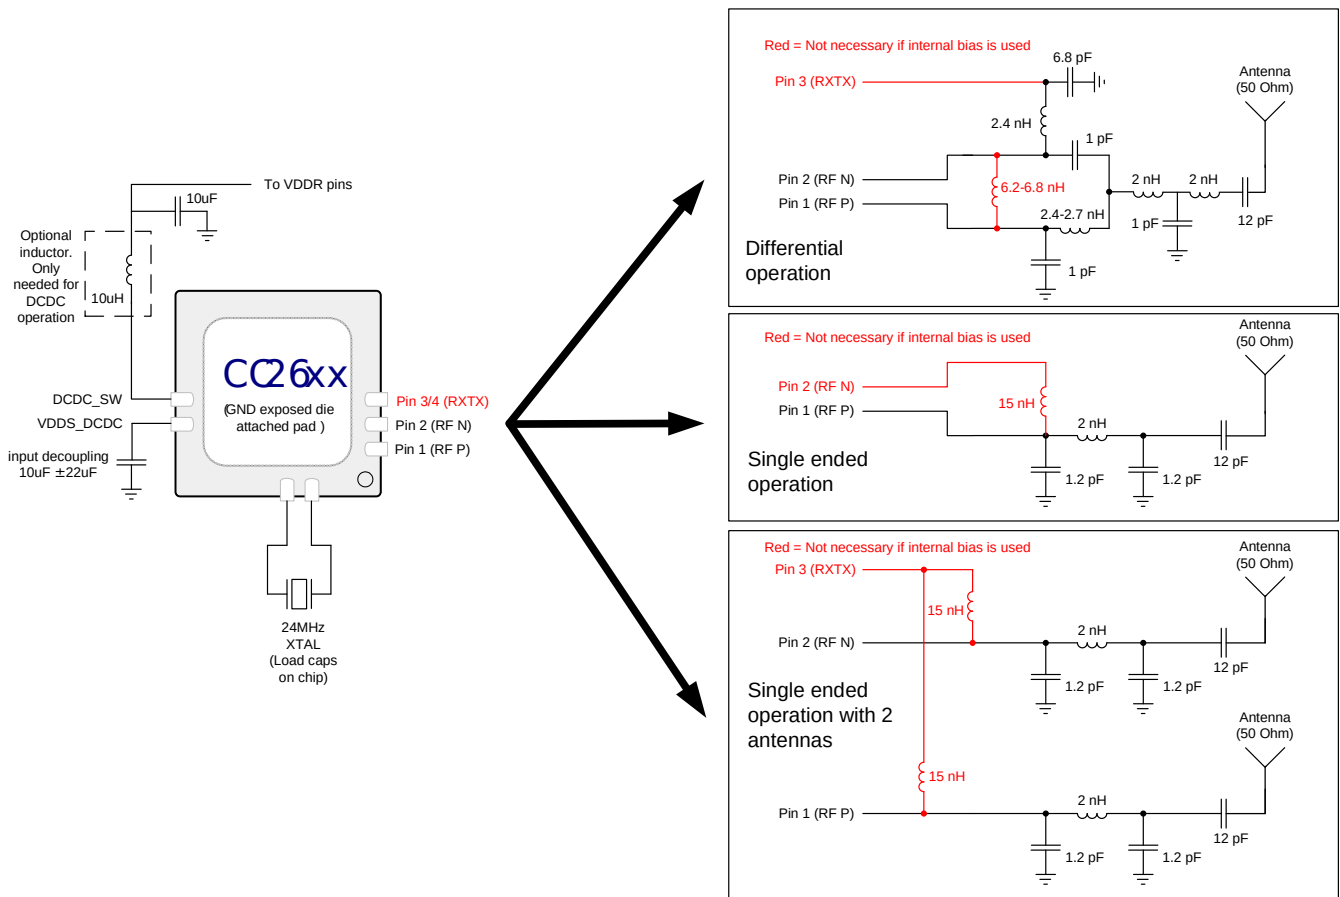 To VDDR pins
10uF
Optional
inductor.
Only
needed for
DCDC
operation
10uH
CC26xx
(GND exposed die
attached pad )
DCDC_SW
VDDS_DCDC
input decoupling
10uF ±22uF
Pin 3/4 (RXTX)
Pin 2 (RF N)
Pin 1 (RF P)
24MHz
XTAL
(Load caps
on chip)
Red = Not necessary if internal bias is used
Pin 3 (RXTX)
6.8 pF
Antenna
(50 Ohm)
2.4 nH
1 pF
Pin 2 (RF N)
6.2-6.8 nH
2 nH
2 nH
Pin 1 (RF P)
2.4-2.7 nH
1 pF
12 pF
Differential
operation
1 pF
Red = Not necessary if internal bias is used
Antenna
(50 Ohm)
Pin 2 (RF N)
15 nH
Pin 1 (RF P)
2 nH
12 pF
Single ended
operation
1.2 pF
1.2 pF
Red = Not necessary if internal bias is used
Pin 3 (RXTX)
Antenna
(50 Ohm)
15 nH
Pin 2 (RF N)
2 nH
12 pF
1.2 pF
1.2 pF
Single ended
operation with 2
antennas
Antenna
(50 Ohm)
15 nH
Pin 1 (RF P)
2 nH
12 pF
1.2 pF
1.2 pF